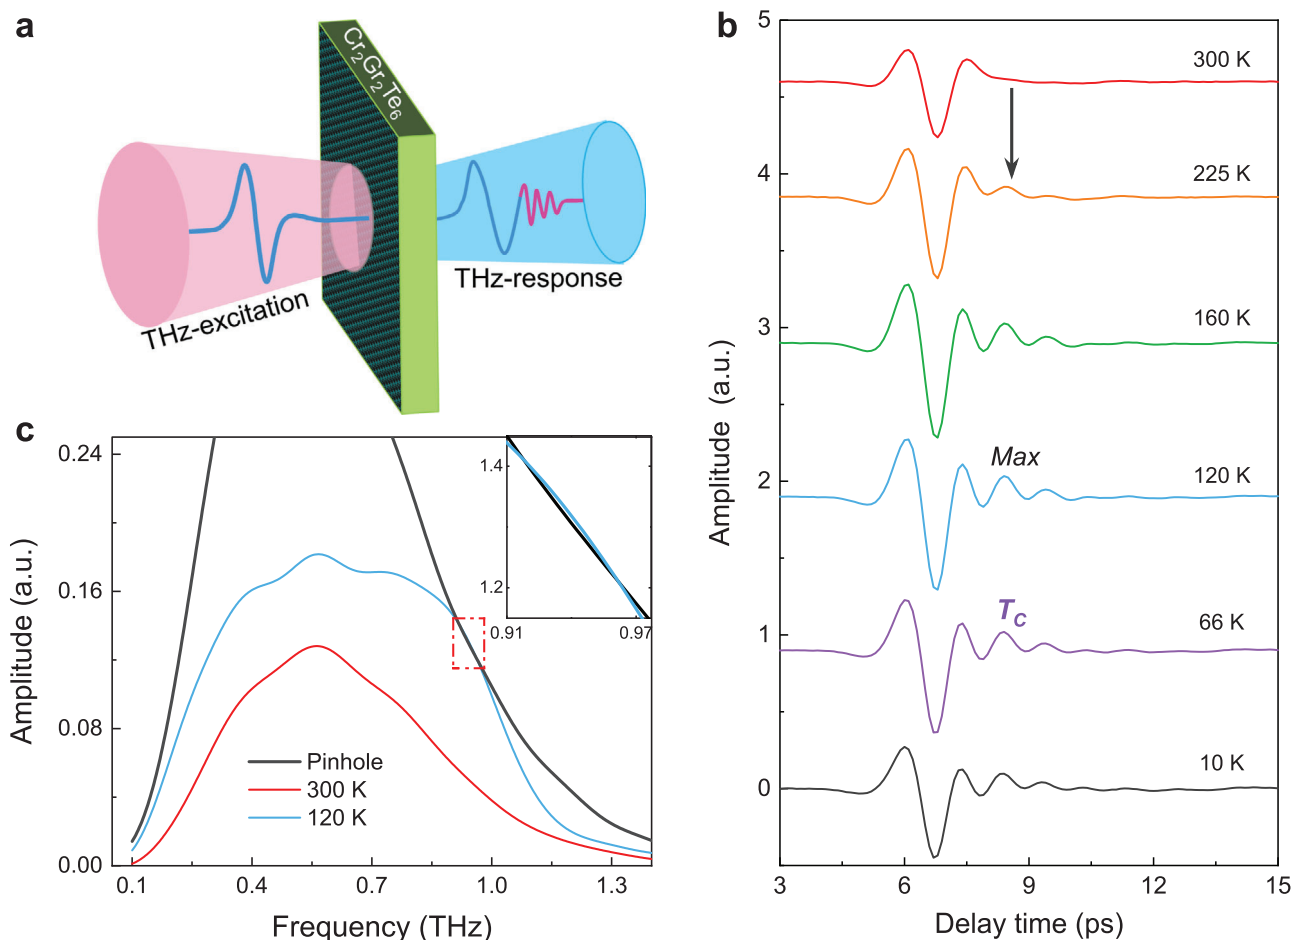 a
Cr₂Gr₂Te₆
THz-excitation
THz-response
b
5
4
3
2
1
0
Amplitude (a.u.)
300 K
225 K
160 K
Max
120 K
T_C
66 K
10 K
3 6 9 12 15
Delay time (ps)
c
0.24
0.16
0.08
0.00
Amplitude (a.u.)
1.4
1.2
0.91 0.97
Pinhole
300 K
120 K
0.1 0.4 0.7 1.0 1.3
Frequency (THz)